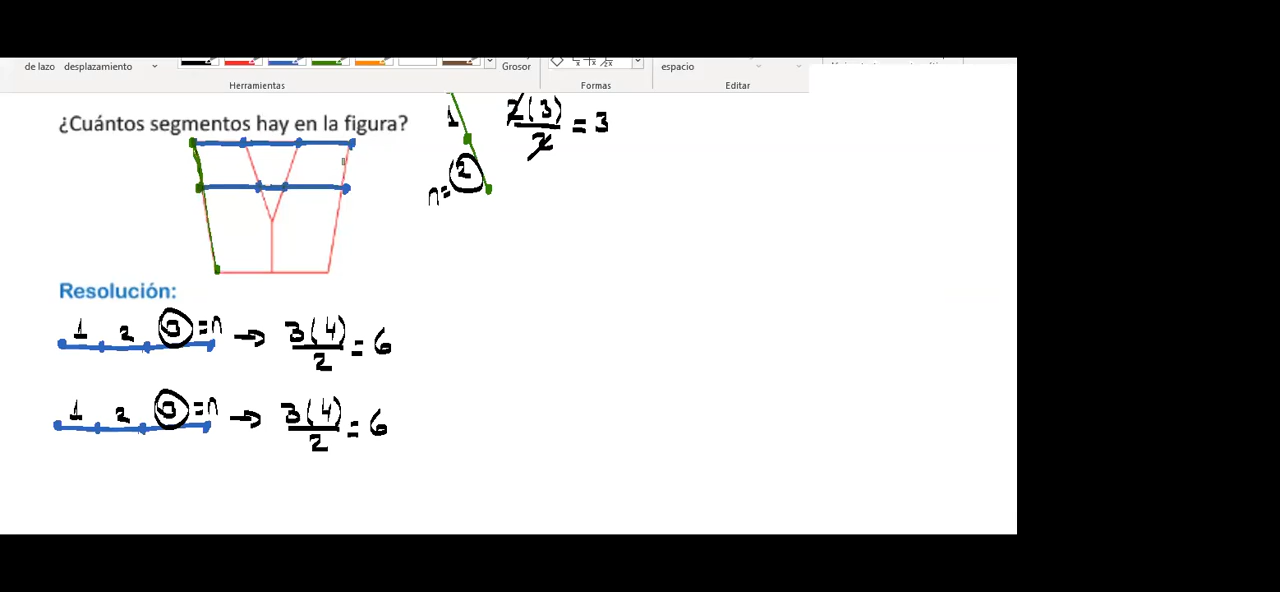 de lazo desplazamiento
Grosor
espacio
Herramientas
Formas
Editar
¿Cuántos segmentos hay en la figura?
1
2(3)/2 = 3
n=2
Resolución:
1 2 3 =n → 3(4)/2 = 6
1 2 3 =n → 3(4)/2 = 6